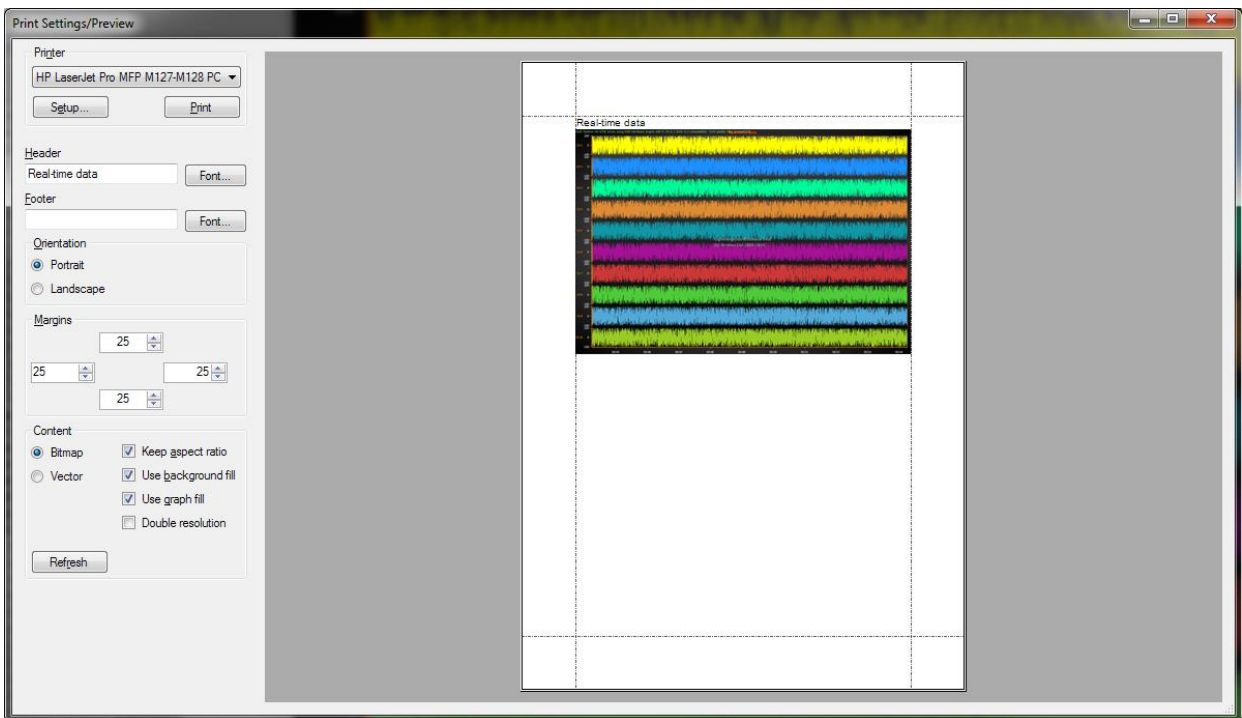 Print Settings/Preview
Printer
HP LaserJet Pro MFP M127-M128 PC
Setup... Print
Header
Real-time data Font...
Footer
Font...
Orientation
Portrait
Landscape
Margins
25
25 25
25
Content
Bitmap Keep aspect ratio
Vector Use background fill
Use graph fill
Double resolution
Refresh
Real-time data